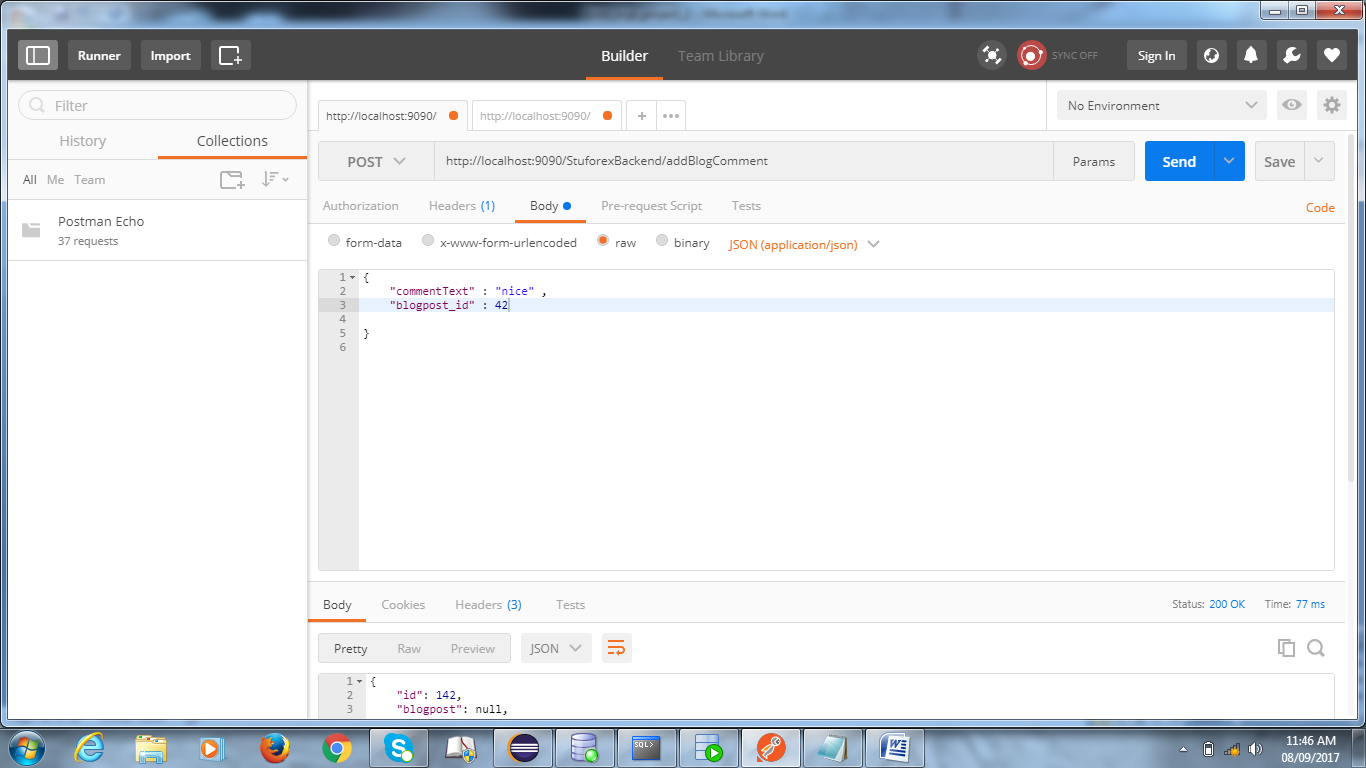 Runner
Import
Builder
Team Library
SYNC OFF
Sign In
Filter
History
Collections
All Me Team
Postman Echo
37 requests
http://localhost:9090/
http://localhost:9090/
No Environment
POST
http://localhost:9090/StuforexBackend/addBlogComment
Params
Send
Save
Authorization
Headers (1)
Body
Pre-request Script
Tests
Code
form-data
x-www-form-urlencoded
raw
binary
JSON (application/json)
1 {
2 "commentText" : "nice" ,
3 "blogpost_id" : 42
4
5 }
6
Body
Cookies
Headers (3)
Tests
Status: 200 OK
Time: 77 ms
Pretty
Raw
Preview
JSON
1 {
2 "id": 142,
3 "blogpost": null,
SQL>
11:46 AM
08/09/2017